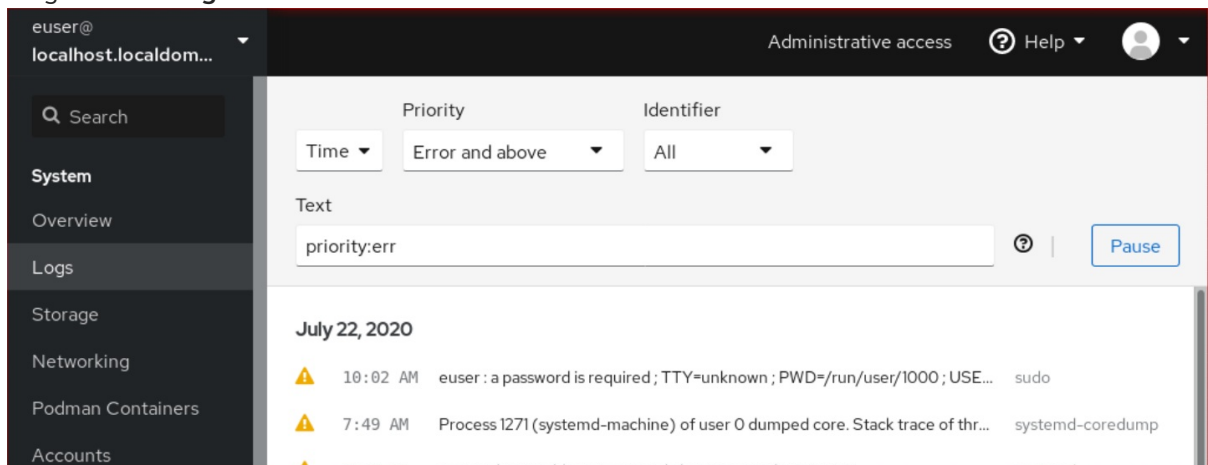 euser@
localhost.localdom...
Administrative access
Help
Search
System
Overview
Logs
Storage
Networking
Podman Containers
Accounts
Priority
Identifier
Time
Error and above
All
Text
priority:err
Pause
July 22, 2020
10:02 AM euser : a password is required ; TTY=unknown ; PWD=/run/user/1000 ; USE... sudo
7:49 AM Process 1271 (systemd-machine) of user 0 dumped core. Stack trace of thr... systemd-coredump